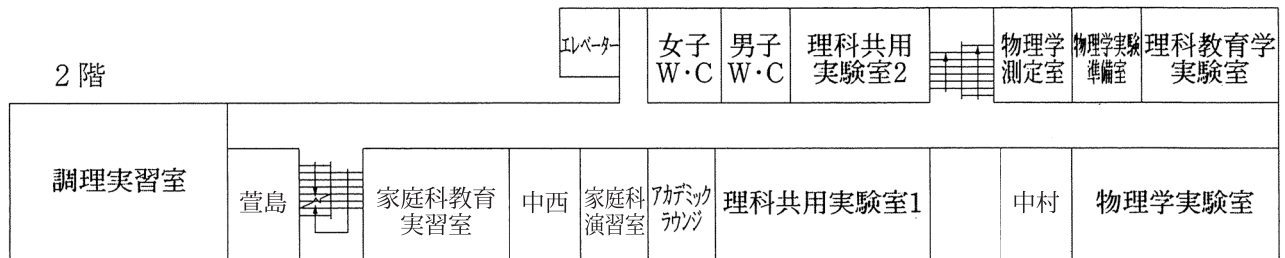 2階
エレベーター
女子
W・C
男子
W・C
理科共用
実験室2
物理学
測定室
物理学実験
準備室
理科教育学
実験室
調理実習室
萱島
家庭科教育
実習室
中西
家庭科
演習室
アカデミック
ラウンジ
理科共用実験室1
中村
物理学実験室